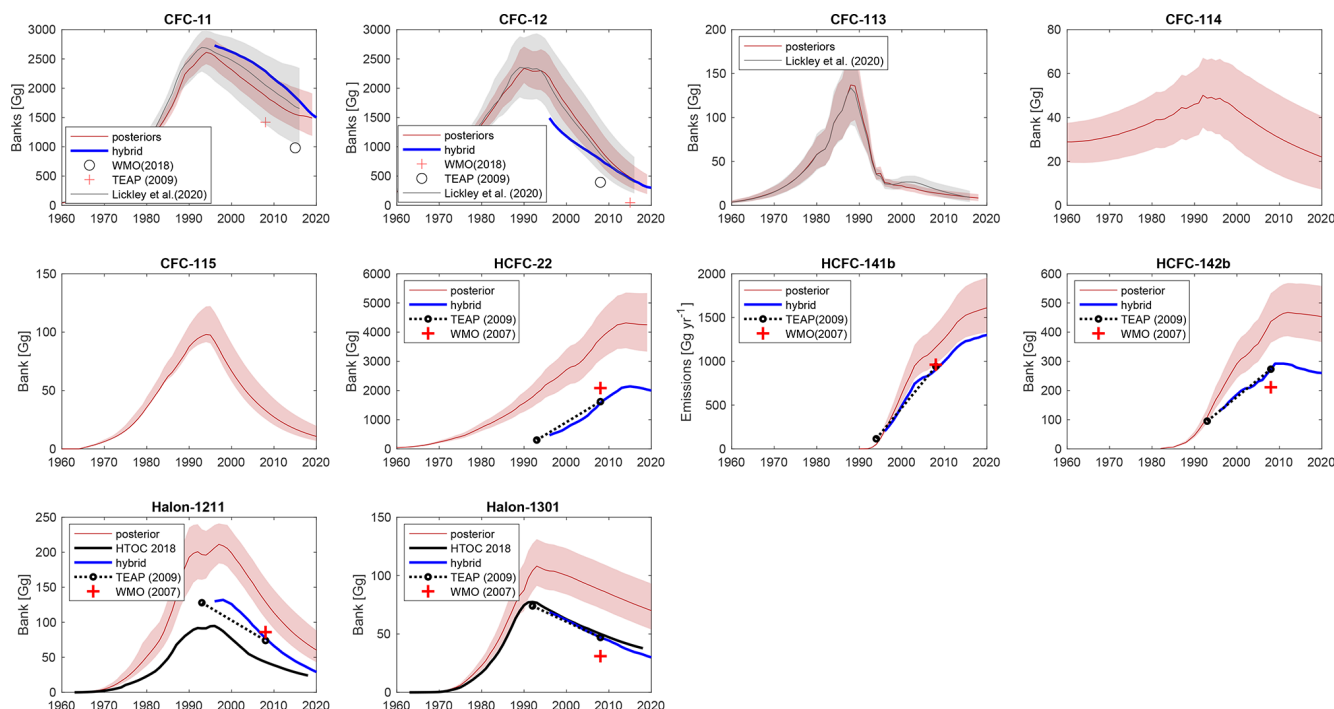 CFC-11
3000
2500
2000
1500
1000
500
0
Banks [Gg]
posteriors
hybrid
WMO(2018)
TEAP (2009)
Lickley et al.(2020)
1960 1970 1980 1990 2000 2010 2020
CFC-12
3000
2500
2000
1500
1000
500
0
Banks [Gg]
posteriors
hybrid
WMO(2018)
TEAP (2009)
Lickley et al.(2020)
1960 1970 1980 1990 2000 2010 2020
CFC-113
200
150
100
50
0
Banks [Gg]
posteriors
Lickley et al. (2020)
1960 1970 1980 1990 2000 2010 2020
CFC-114
80
60
40
20
0
Bank [Gg]
1960 1970 1980 1990 2000 2010 2020
CFC-115
150
100
50
0
Bank [Gg]
1960 1970 1980 1990 2000 2010 2020
HCFC-22
6000
5000
4000
3000
2000
1000
0
Bank [Gg]
posterior
hybrid
TEAP (2009)
WMO (2007)
1960 1970 1980 1990 2000 2010 2020
HCFC-141b
2000
1500
1000
500
0
Emissions [Gg yr⁻¹]
posterior
hybrid
TEAP(2009)
WMO(2007)
1960 1970 1980 1990 2000 2010 2020
HCFC-142b
600
500
400
300
200
100
0
Bank [Gg]
posterior
hybrid
TEAP (2009)
WMO (2007)
1960 1970 1980 1990 2000 2010 2020
Halon-1211
250
200
150
100
50
0
Bank [Gg]
posterior
HTOC 2018
hybrid
TEAP (2009)
WMO (2007)
1960 1970 1980 1990 2000 2010 2020
Halon-1301
150
100
50
0
Bank [Gg]
posterior
HTOC 2018
hybrid
TEAP (2009)
WMO (2007)
1960 1970 1980 1990 2000 2010 2020